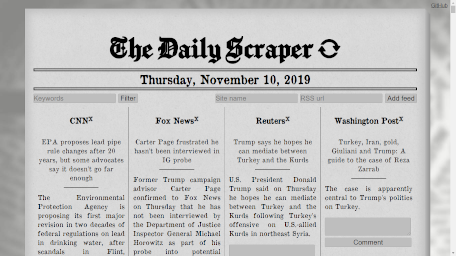 GitHub
The Daily Scraper
Thursday, November 10, 2019
Keywords Filter Site name RSS url Add feed
CNN X
EPA proposes lead pipe
rule changes after 29
years, but some advocates
say it doesn't go far
enough
The Environmental
Protection Agency is
proposing its first major
revision in two decades of
federal regulations on lead
in drinking water, after
scandals in Flint,
Fox News X
Carter Page frustrated he
hasn't been interviewed in
IG probe
Former Trump campaign
advisor Carter Page
confirmed to Fox News
on Thursday that he has
not been interviewed by
the Department of Justice
Inspector General Michael
Horowitz as part of his
probe into potential
Reuters X
Trump says he hopes he
can mediate between
Turkey and the Kurds
U.S. President Donald
Trump said on Thursday
he hopes he can mediate
between Turkey and the
Kurds following Turkey's
offensive on U.S.-allied
Kurds in northeast Syria.
Washington Post X
Turkey, Iran, gold,
Giuliani and Trump: A
guide to the case of Reza
Zarrab
The case is apparently
central to Trump's politics
on Turkey.
Comment